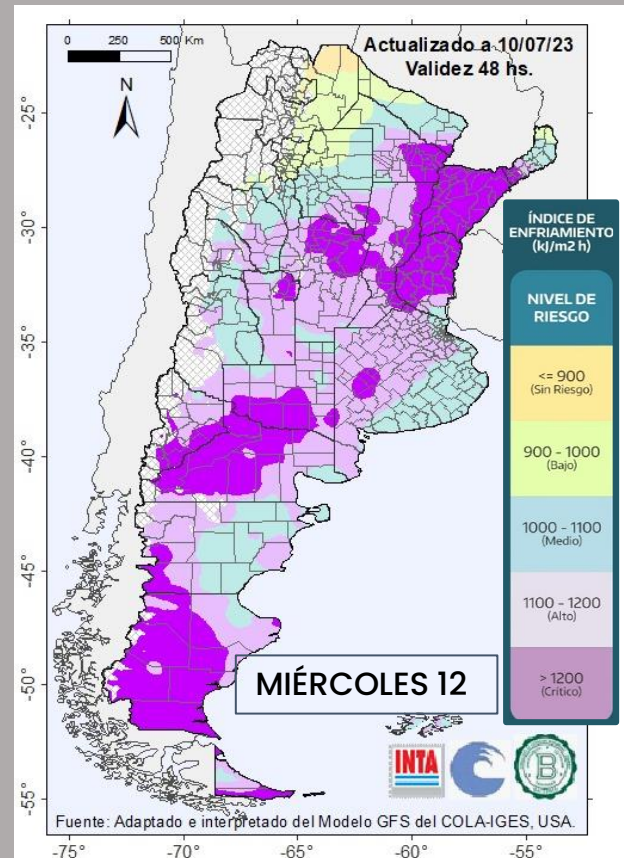 0 250 500 Km
Actualizado a 10/07/23
Validez 48 hs.
N
-25°
-30°
-35°
-40°
-45°
-50°
-55°
ÍNDICE DE
ENFRIAMIENTO
(kJ/m2 h)
NIVEL DE
RIESGO
<= 900
(Sin Riesgo)
900 - 1000
(Bajo)
1000 - 1100
(Medio)
1100 - 1200
(Alto)
> 1200
(Crítico)
MIÉRCOLES 12
INTA
B
Fuente: Adaptado e interpretado del Modelo GFS del COLA-IGES, USA.
-75° -70° -65° -60° -55°